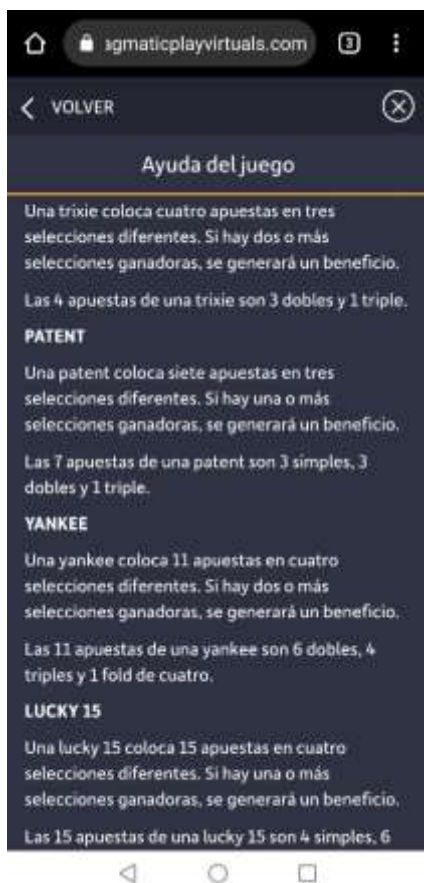 agmaticplayvirtuals.com 3
VOLVER
Ayuda del juego
Una trixie coloca cuatro apuestas en tres
selecciones diferentes. Si hay dos o más
selecciones ganadoras, se generará un beneficio.
Las 4 apuestas de una trixie son 3 dobles y 1 triple.
PATENT
Una patent coloca siete apuestas en tres
selecciones diferentes. Si hay una o más
selecciones ganadoras, se generará un beneficio.
Las 7 apuestas de una patent son 3 simples, 3
dobles y 1 triple.
YANKEE
Una yankee coloca 11 apuestas en cuatro
selecciones diferentes. Si hay dos o más
selecciones ganadoras, se generará un beneficio.
Las 11 apuestas de una yankee son 6 dobles, 4
triples y 1 fold de cuatro.
LUCKY 15
Una lucky 15 coloca 15 apuestas en cuatro
selecciones diferentes. Si hay una o más
selecciones ganadoras, se generará un beneficio.
Las 15 apuestas de una lucky 15 son 4 simples, 6